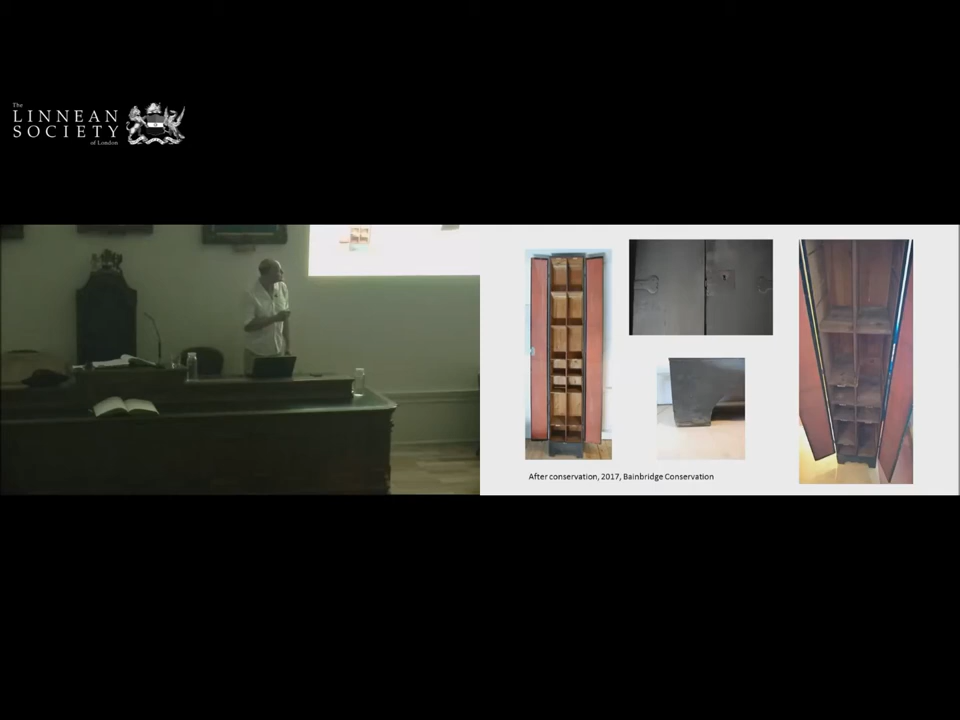 The
LINNEAN
SOCIETY
of London
After conservation, 2017, Bainbridge Conservation